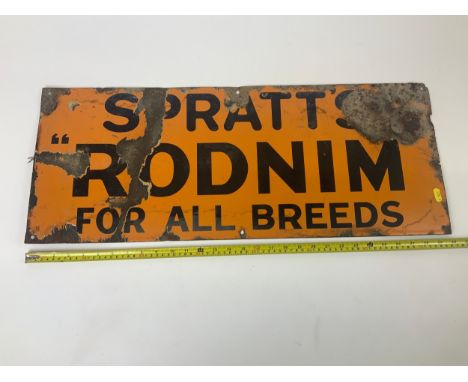 SPRATT'S
"RODNIM
FOR ALL BREEDS